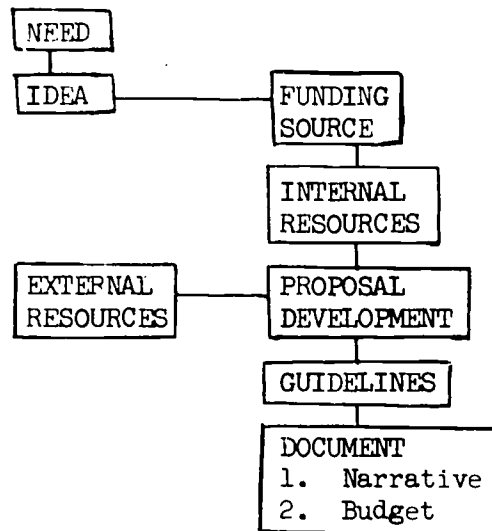 NEED
IDEA
FUNDING
SOURCE
INTERNAL
RESOURCES
EXTERNAL
RESOURCES
PROPOSAL
DEVELOPMENT
GUIDELINES
DOCUMENT
1. Narrative
2. Budget